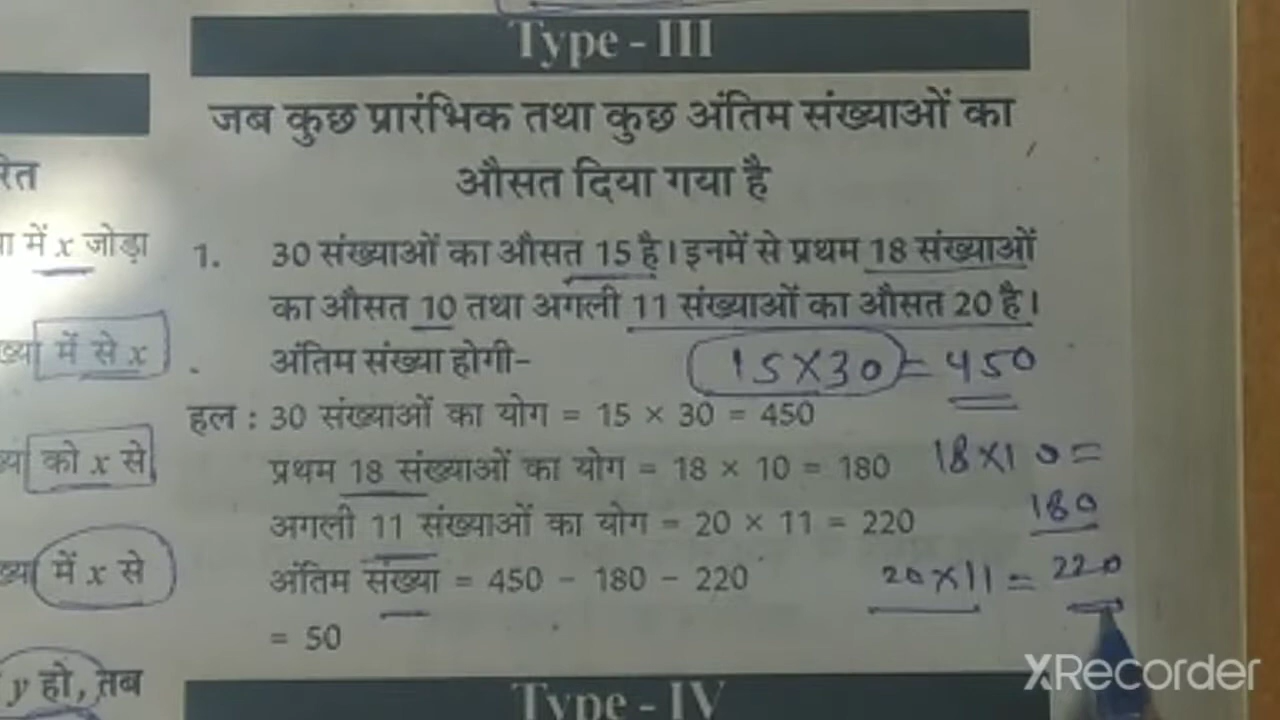 Type - III
जब कुछ प्रारंभिक तथा कुछ अंतिम संख्याओं का
औसत दिया गया है
1. 30 संख्याओं का औसत 15 है। इनमें से प्रथम 18 संख्याओं
का औसत 10 तथा अगली 11 संख्याओं का औसत 20 है।
अंतिम संख्या होगी–
15×30 = 450
हल : 30 संख्याओं का योग = 15 × 30 = 450
प्रथम 18 संख्याओं का योग = 18 × 10 = 180
18×10=
180
अगली 11 संख्याओं का योग = 20 × 11 = 220
अंतिम संख्या = 450 – 180 – 220
20×11 = 220
= 50
Type - IV
में x जोड़ा
में से x
को x से
में x से
y हो, तब
XRecorder